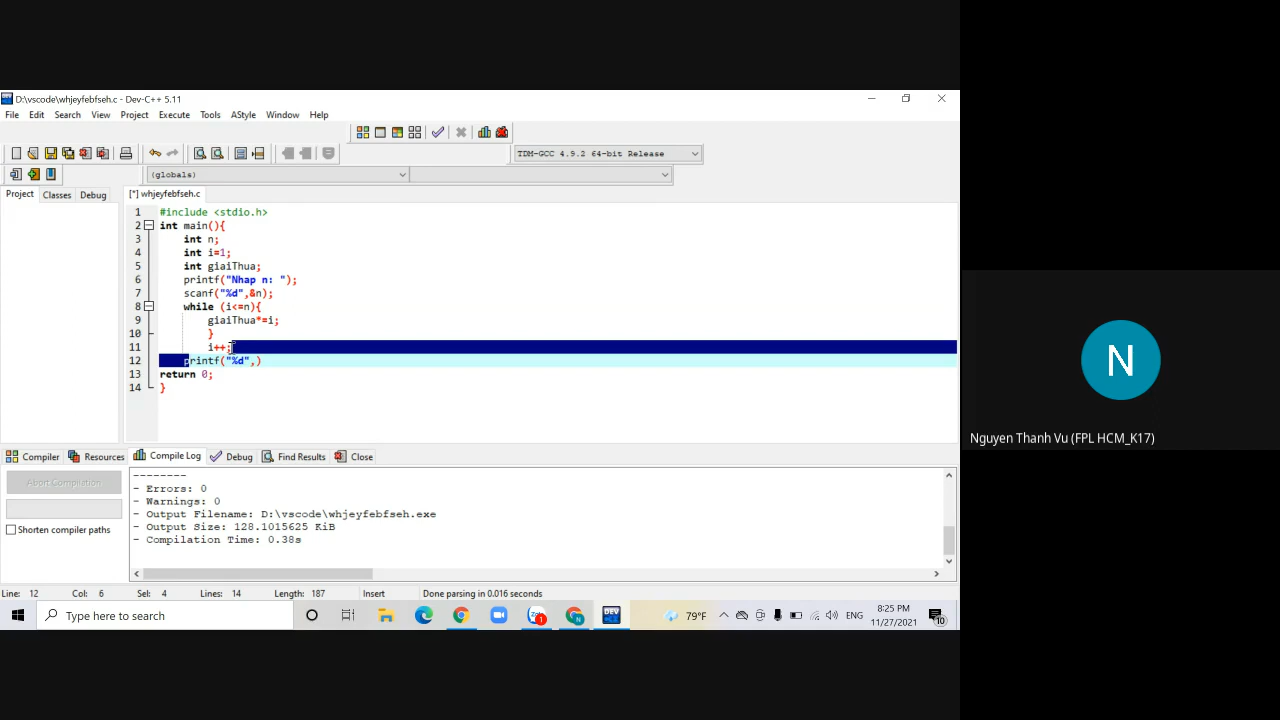 D:\vscode\whjeyfebfseh.c - Dev-C++ 5.11
File Edit Search View Project Execute Tools AStyle Window Help
TDM-GCC 4.9.2 64-bit Release
(globals)
Project Classes Debug
[*] whjeyfebfseh.c
1 #include <stdio.h>
2 int main(){
3 int n;
4 int i=1;
5 int giaiThua;
6 printf("Nhap n: ");
7 scanf("%d",&n);
8 while (i<=n){
9 giaiThua*=i;
10 }
11 i++;
12 printf("%d",)
13 return 0;
14 }
N
Nguyen Thanh Vu (FPL HCM_K17)
Compiler Resources Compile Log Debug Find Results Close
Abort Compilation
Shorten compiler paths
--------
- Errors: 0
- Warnings: 0
- Output Filename: D:\vscode\whjeyfebfseh.exe
- Output Size: 128.1015625 KiB
- Compilation Time: 0.38s
Line: 12 Col: 6 Sel: 4 Lines: 14 Length: 187 Insert Done parsing in 0.016 seconds
Type here to search
DEV
1
N
79°F
ENG
8:25 PM
11/27/2021
10